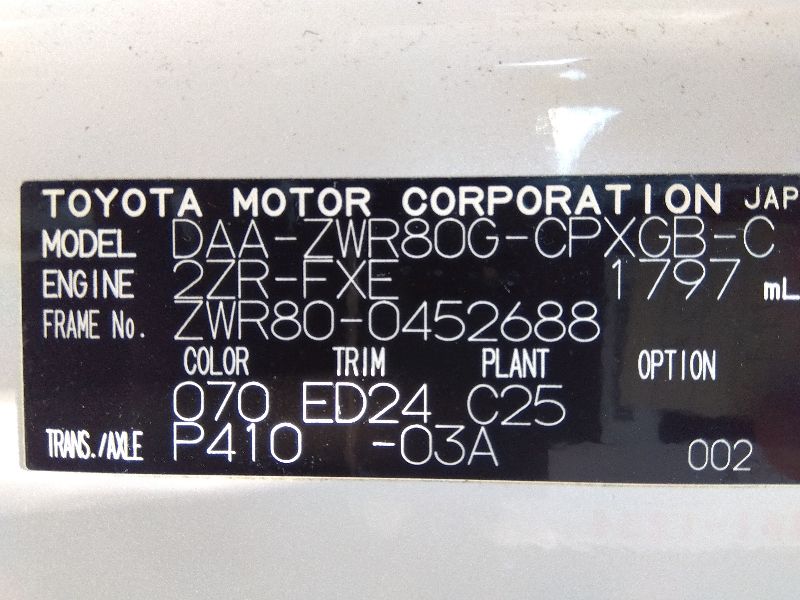 TOYOTA MOTOR CORPORATION JAP
MODEL DAA-ZWR80G-CPXGB-C
ENGINE 2ZR-FXE 1797 mL
FRAME No. ZWR80-0452688
COLOR TRIM PLANT OPTION
070 ED24 C25
TRANS./AXLE P410 -03A 002